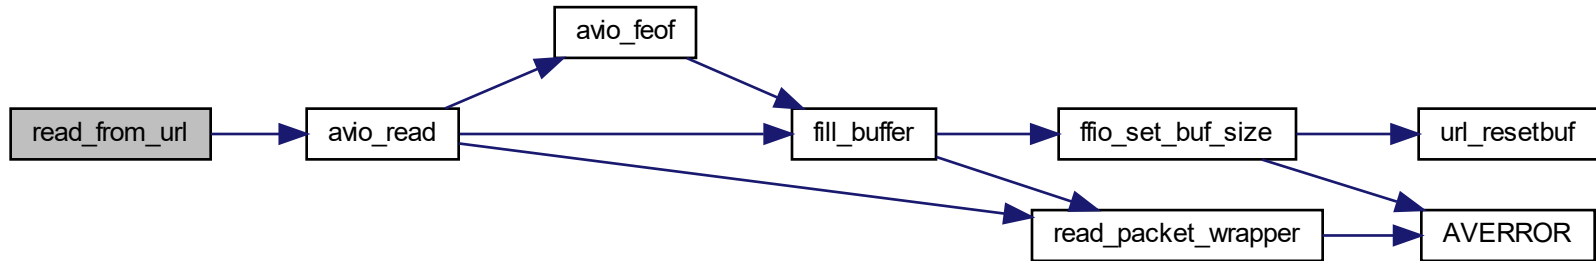 avio_feof
read_from_url
avio_read
fill_buffer
ffio_set_buf_size
url_resetbuf
read_packet_wrapper
AVERROR